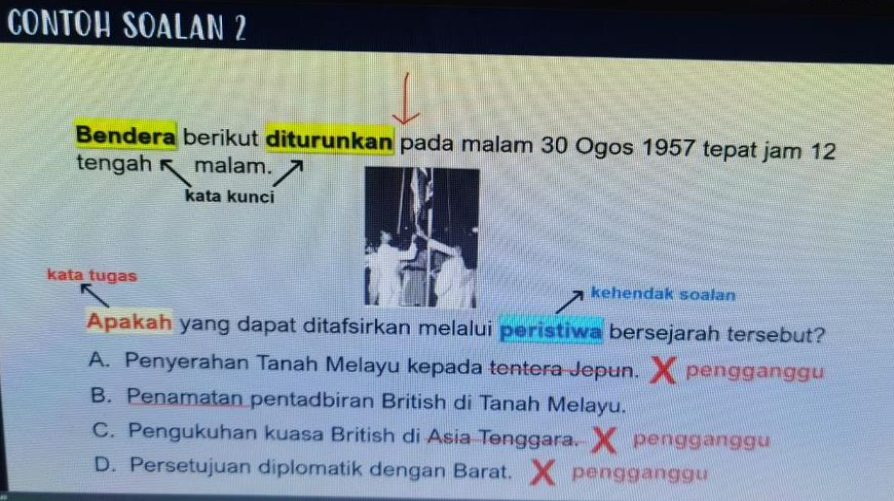 CONTOH SOALAN 2
Bendera berikut diturunkan pada malam 30 Ogos 1957 tepat jam 12
tengah malam.
kata kunci
kata tugas
kehendak soalan
Apakah yang dapat ditafsirkan melalui peristiwa bersejarah tersebut?
A. Penyerahan Tanah Melayu kepada tentera Jepun. X pengganggu
B. Penamatan pentadbiran British di Tanah Melayu.
C. Pengukuhan kuasa British di Asia Tenggara. X pengganggu
D. Persetujuan diplomatik dengan Barat. X pengganggu